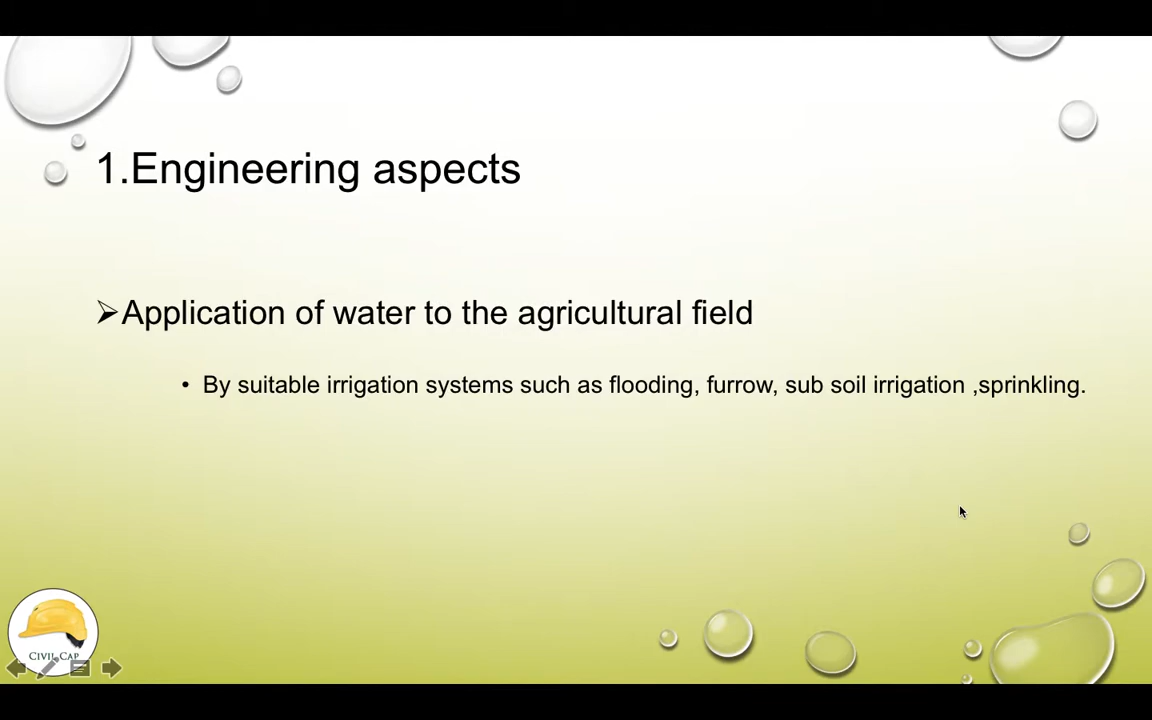 1.Engineering aspects
➢Application of water to the agricultural field
• By suitable irrigation systems such as flooding, furrow, sub soil irrigation ,sprinkling.
CIVIL CAP